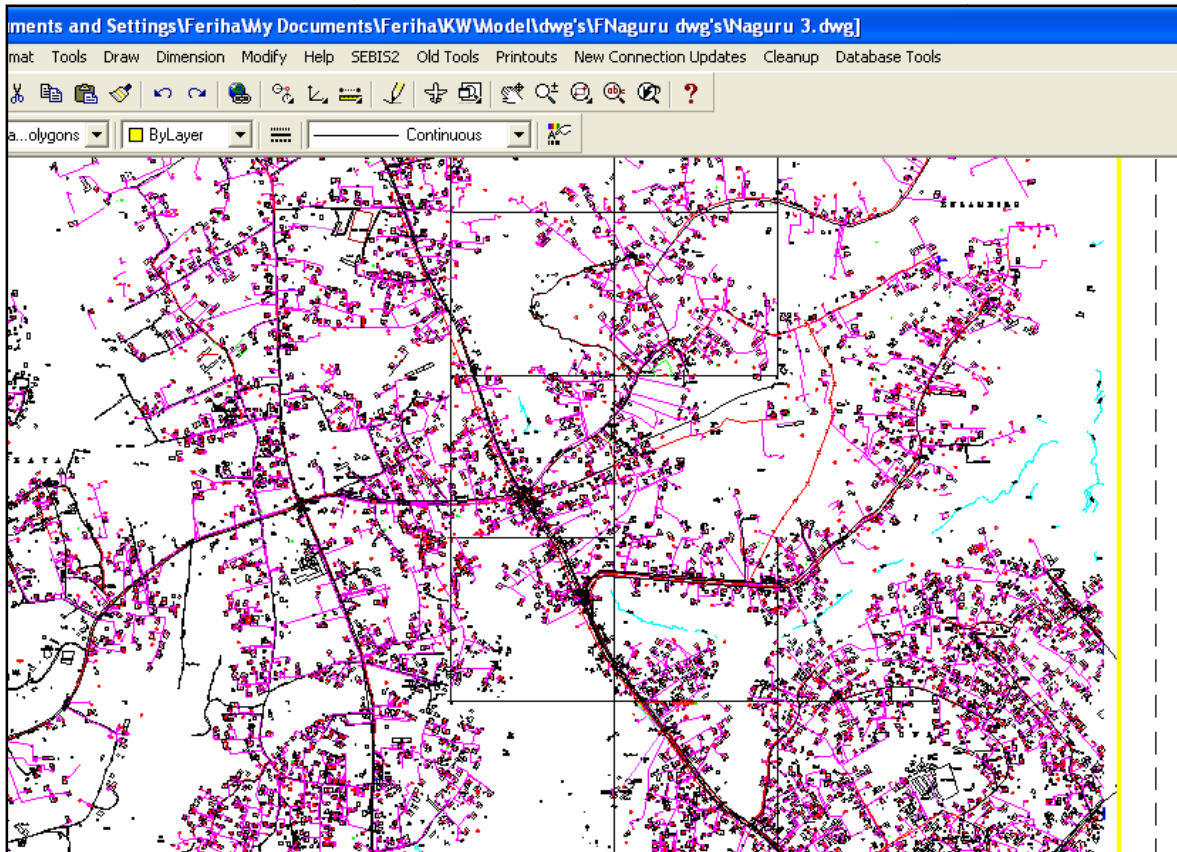 uments and Settings\Feriha\My Documents\Feriha\KW\Model\dwg's\FNaguru dwg's\Naguru 3.dwg]
mat Tools Draw Dimension Modify Help SEBIS2 Old Tools Printouts New Connection Updates Cleanup Database Tools
abc
?
a...olygons ByLayer Continuous